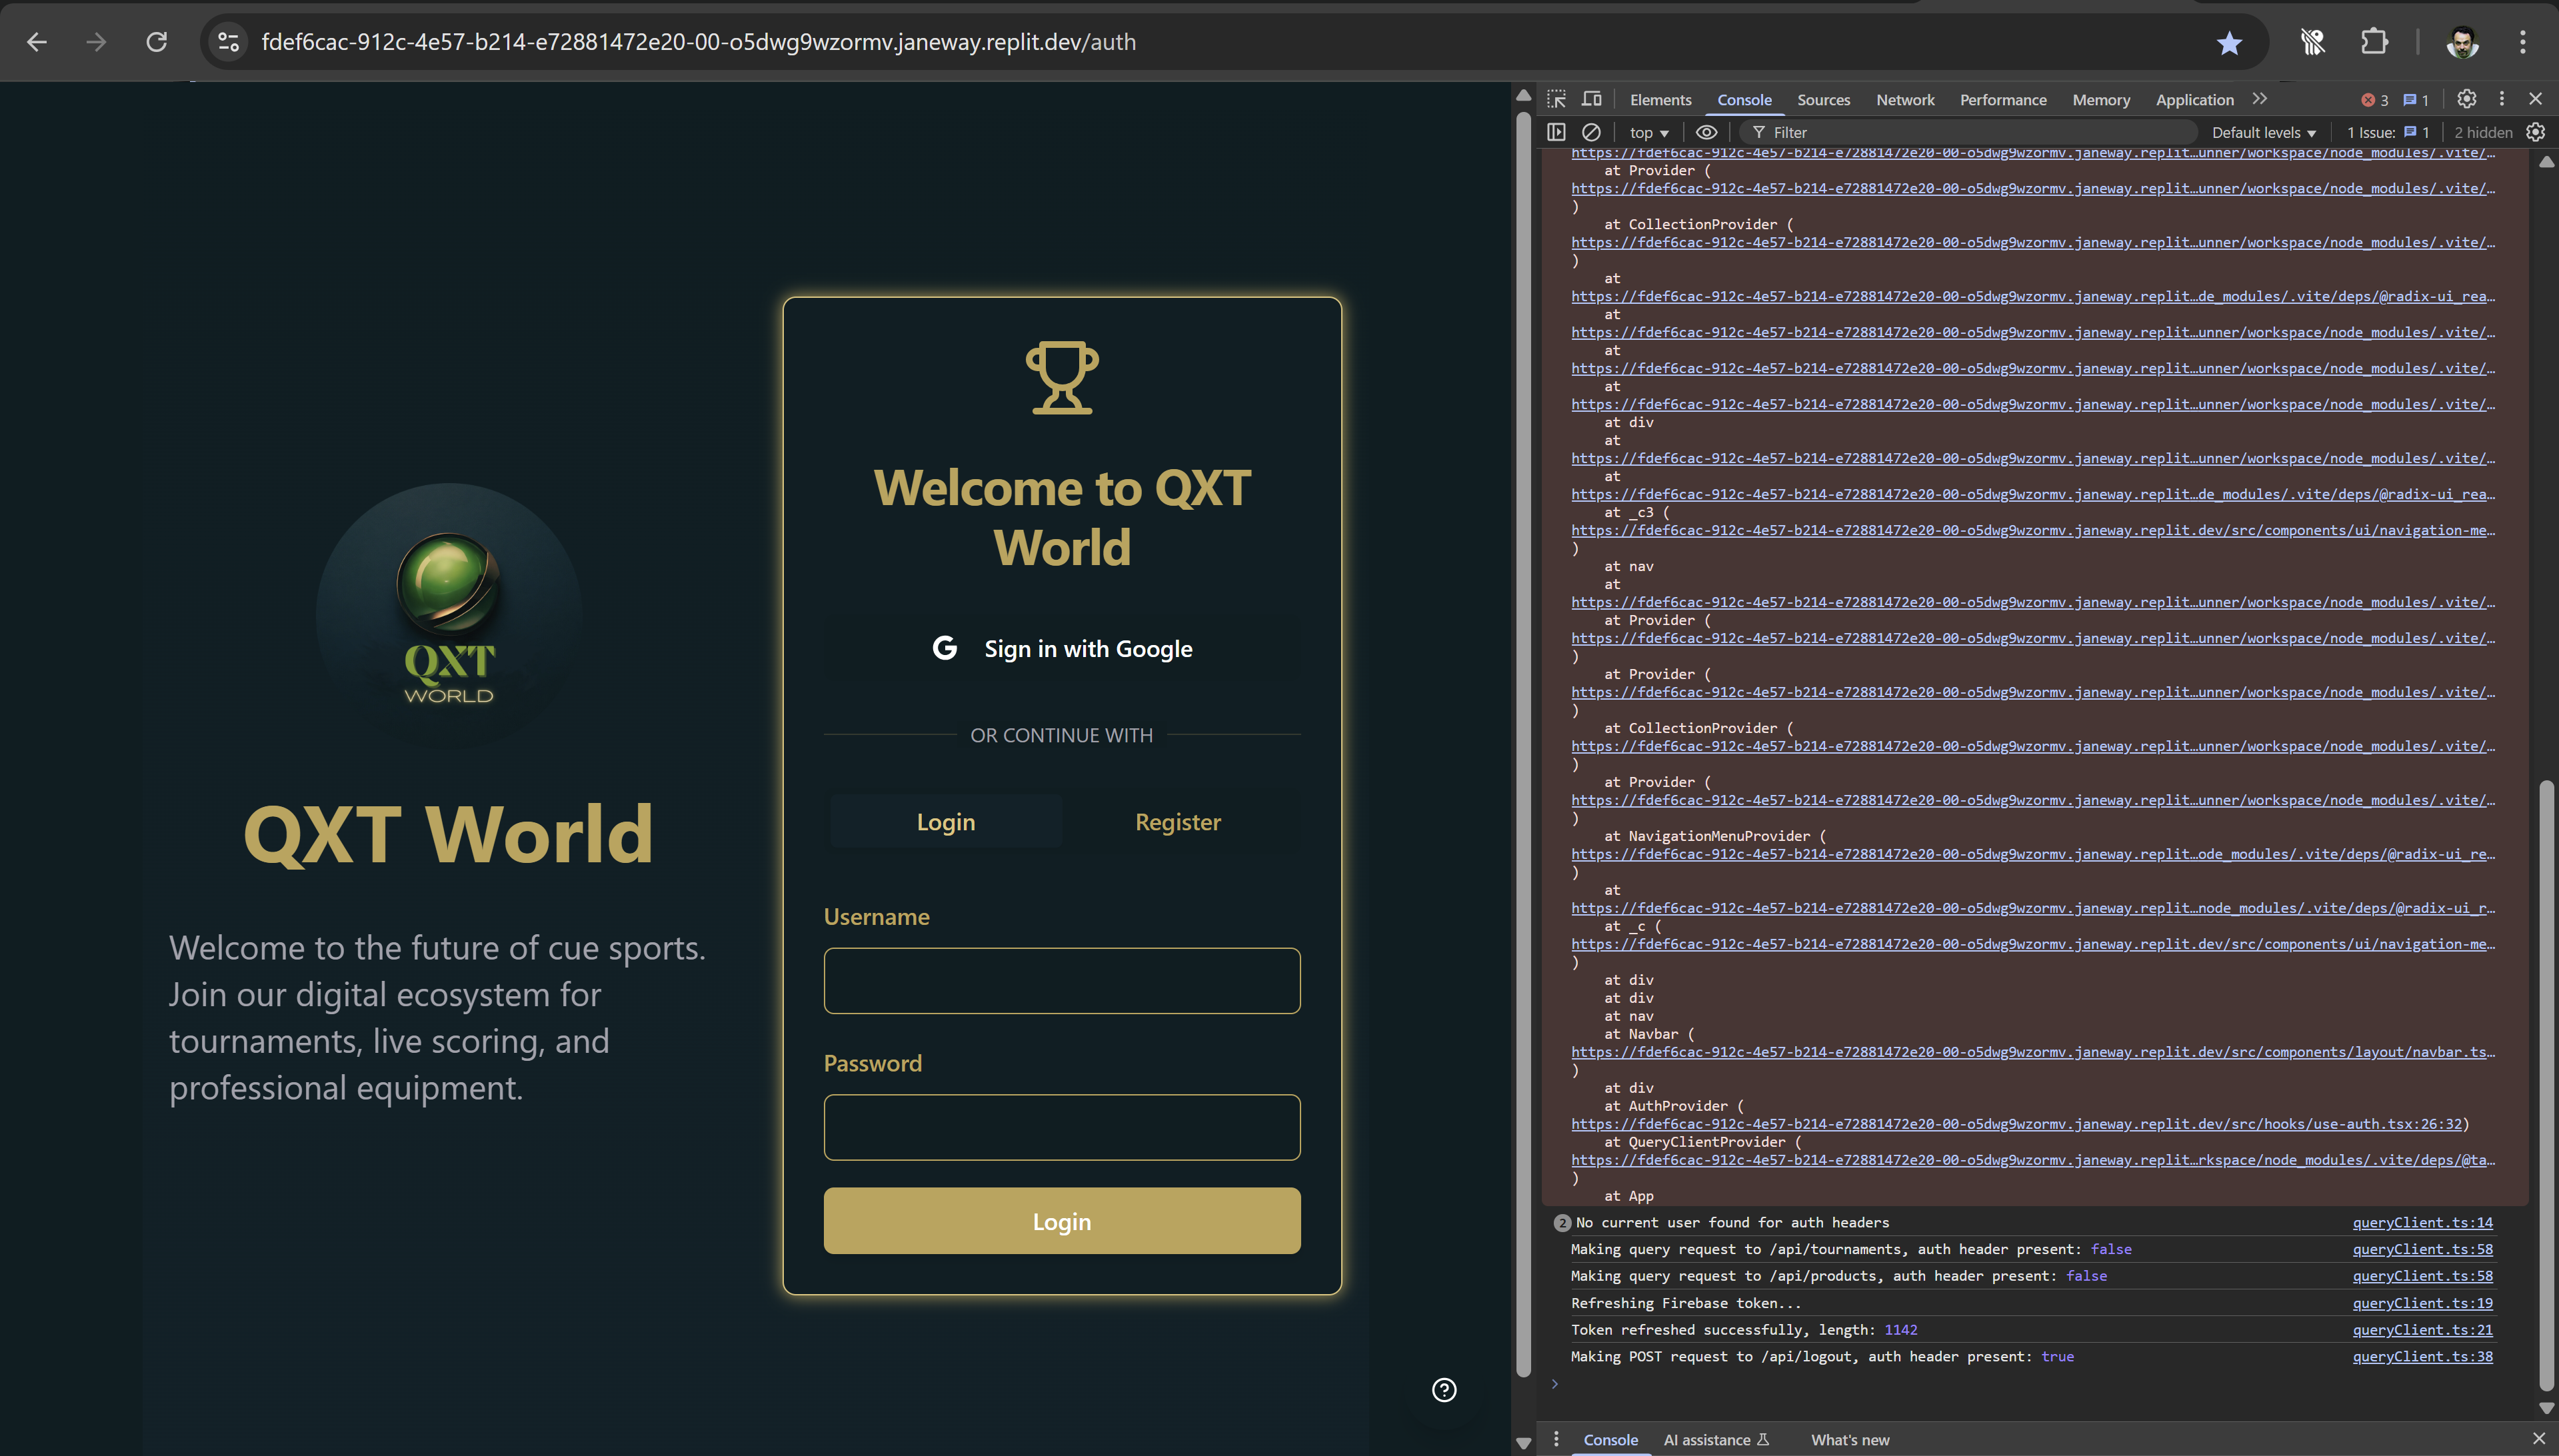 fdef6cac-912c-4e57-b214-e72881472e20-00-o5dwg9wzormv.janeway.replit.dev/auth
QXT
WORLD
QXT World
Welcome to the future of cue sports.
Join our digital ecosystem for
tournaments, live scoring, and
professional equipment.
Welcome to QXT
World
G Sign in with Google
OR CONTINUE WITH
Login Register
Username
Password
Login
Elements Console Sources Network Performance Memory Application 3 1
top Filter Default levels 1 Issue: 1 2 hidden
https://fdef6cac-912c-4e57-b214-e72881472e20-00-o5dwg9wzormv.janeway.replit…unner/workspace/node_modules/.vite/…
at Provider (
https://fdef6cac-912c-4e57-b214-e72881472e20-00-o5dwg9wzormv.janeway.replit…unner/workspace/node_modules/.vite/…
)
at CollectionProvider (
https://fdef6cac-912c-4e57-b214-e72881472e20-00-o5dwg9wzormv.janeway.replit…unner/workspace/node_modules/.vite/…
)
at
https://fdef6cac-912c-4e57-b214-e72881472e20-00-o5dwg9wzormv.janeway.replit…de_modules/.vite/deps/@radix-ui_rea…
at
https://fdef6cac-912c-4e57-b214-e72881472e20-00-o5dwg9wzormv.janeway.replit…unner/workspace/node_modules/.vite/…
at
https://fdef6cac-912c-4e57-b214-e72881472e20-00-o5dwg9wzormv.janeway.replit…unner/workspace/node_modules/.vite/…
at
https://fdef6cac-912c-4e57-b214-e72881472e20-00-o5dwg9wzormv.janeway.replit…unner/workspace/node_modules/.vite/…
at div
at
https://fdef6cac-912c-4e57-b214-e72881472e20-00-o5dwg9wzormv.janeway.replit…unner/workspace/node_modules/.vite/…
at
https://fdef6cac-912c-4e57-b214-e72881472e20-00-o5dwg9wzormv.janeway.replit…de_modules/.vite/deps/@radix-ui_rea…
at _c3 (
https://fdef6cac-912c-4e57-b214-e72881472e20-00-o5dwg9wzormv.janeway.replit.dev/src/components/ui/navigation-me…
)
at nav
at
https://fdef6cac-912c-4e57-b214-e72881472e20-00-o5dwg9wzormv.janeway.replit…unner/workspace/node_modules/.vite/…
at Provider (
https://fdef6cac-912c-4e57-b214-e72881472e20-00-o5dwg9wzormv.janeway.replit…unner/workspace/node_modules/.vite/…
)
at Provider (
https://fdef6cac-912c-4e57-b214-e72881472e20-00-o5dwg9wzormv.janeway.replit…unner/workspace/node_modules/.vite/…
)
at CollectionProvider (
https://fdef6cac-912c-4e57-b214-e72881472e20-00-o5dwg9wzormv.janeway.replit…unner/workspace/node_modules/.vite/…
)
at Provider (
https://fdef6cac-912c-4e57-b214-e72881472e20-00-o5dwg9wzormv.janeway.replit…unner/workspace/node_modules/.vite/…
)
at NavigationMenuProvider (
https://fdef6cac-912c-4e57-b214-e72881472e20-00-o5dwg9wzormv.janeway.replit…ode_modules/.vite/deps/@radix-ui_re…
)
at
https://fdef6cac-912c-4e57-b214-e72881472e20-00-o5dwg9wzormv.janeway.replit…node_modules/.vite/deps/@radix-ui_r…
at _c (
https://fdef6cac-912c-4e57-b214-e72881472e20-00-o5dwg9wzormv.janeway.replit.dev/src/components/ui/navigation-me…
)
at div
at div
at nav
at Navbar (
https://fdef6cac-912c-4e57-b214-e72881472e20-00-o5dwg9wzormv.janeway.replit.dev/src/components/layout/navbar.ts…
)
at div
at AuthProvider (
https://fdef6cac-912c-4e57-b214-e72881472e20-00-o5dwg9wzormv.janeway.replit.dev/src/hooks/use-auth.tsx:26:32)
at QueryClientProvider (
https://fdef6cac-912c-4e57-b214-e72881472e20-00-o5dwg9wzormv.janeway.replit…rkspace/node_modules/.vite/deps/@ta…
)
at App
2 No current user found for auth headers queryClient.ts:14
Making query request to /api/tournaments, auth header present: false queryClient.ts:58
Making query request to /api/products, auth header present: false queryClient.ts:58
Refreshing Firebase token... queryClient.ts:19
Token refreshed successfully, length: 1142 queryClient.ts:21
Making POST request to /api/logout, auth header present: true queryClient.ts:38
Console AI assistance What's new